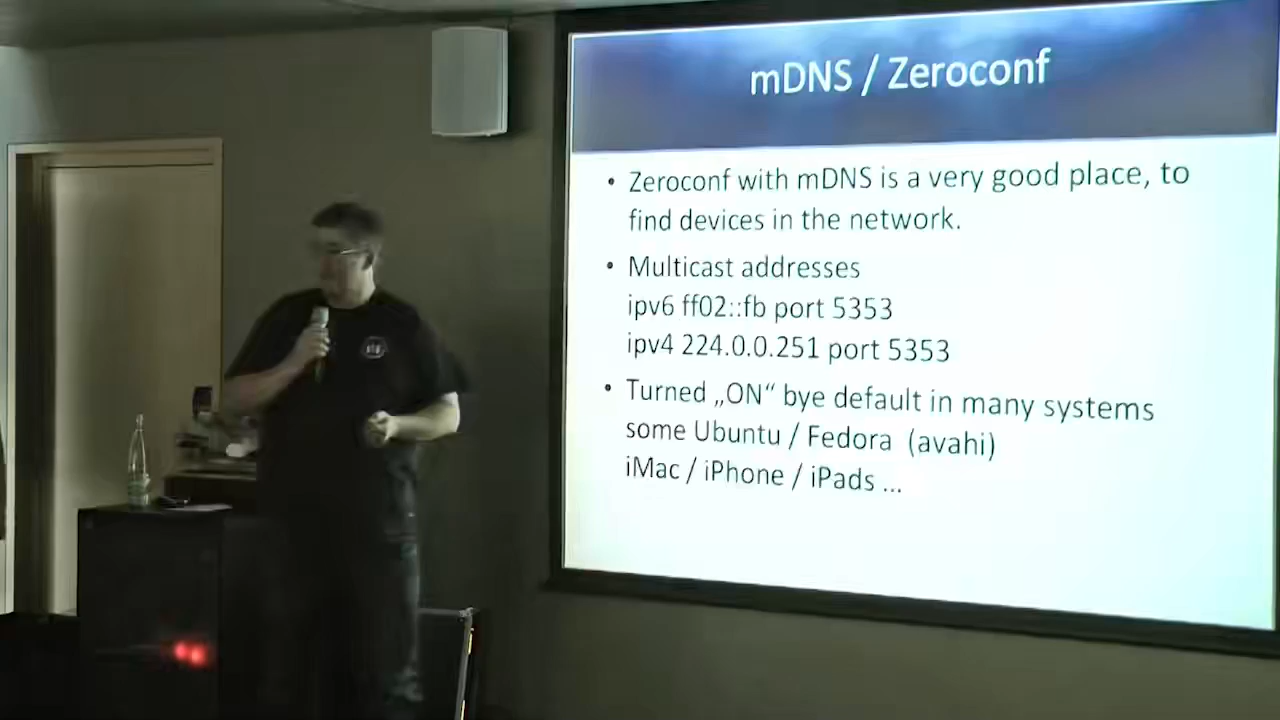 mDNS / Zeroconf
• Zeroconf with mDNS is a very good place, to
find devices in the network.
• Multicast addresses
ipv6 ff02::fb port 5353
ipv4 224.0.0.251 port 5353
• Turned „ON“ bye default in many systems
some Ubuntu / Fedora (avahi)
iMac / iPhone / iPads ...